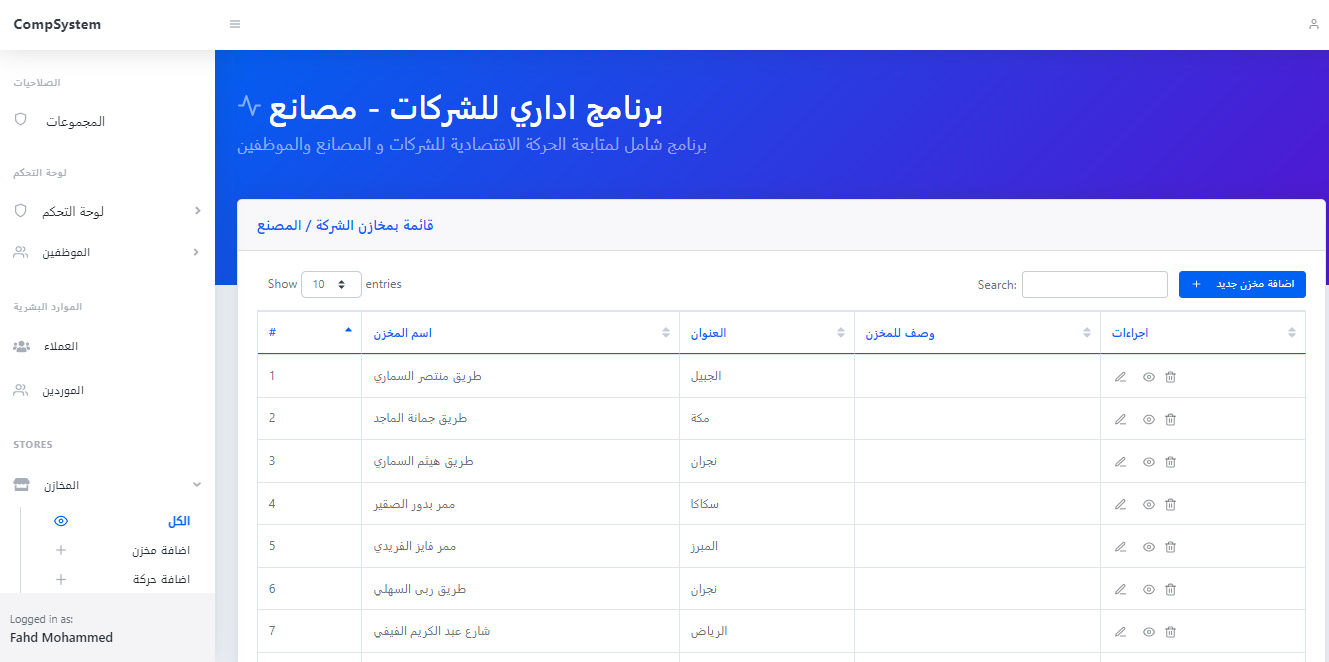 CompSystem
الصلاحيات
المجموعات
لوحة التحكم
لوحة التحكم
الموظفين
الموارد البشرية
العملاء
الموردين
STORES
المخازن
الكل
اضافة مخزن
اضافة حركة
Logged in as:
Fahd Mohammed
برنامج اداري للشركات - مصانع
برنامج شامل لمتابعة الحركة الاقتصادية للشركات و المصانع والموظفين
قائمة بمخازن الشركة / المصنع
Show 10 entries
Search:
اضافة مخزن جديد +
# اسم المخزن العنوان وصف للمخزن اجراءات
1 طريق منتصر السماري الجبيل
2 طريق جمانة الماجد مكة
3 طريق هيثم السماري نجران
4 ممر بدور الصقير سكاكا
5 ممر فايز الفريدي المبرز
6 طريق ربى السهلي نجران
7 شارع عبد الكريم الفيفي الرياض